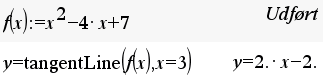 f(x):=x²−4·x+7 Udført
y=tangentLine(f(x),x=3) y=2.·x−2.